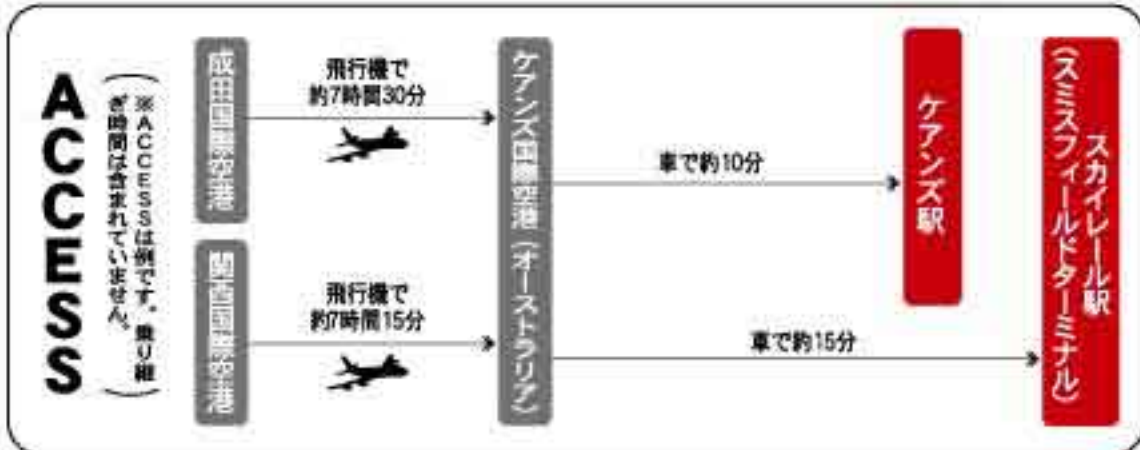 ACCESS
(※ACCESSは例です。乗り継
ぎ時間は含まれていません。)
成田国際空港
飛行機で
約7時間30分
関西国際空港
飛行機で
約7時間15分
ケアンズ国際空港(オーストラリア)
車で約10分
ケアンズ駅
車で約15分
スカイレール駅
(スミスフィールドターミナル)